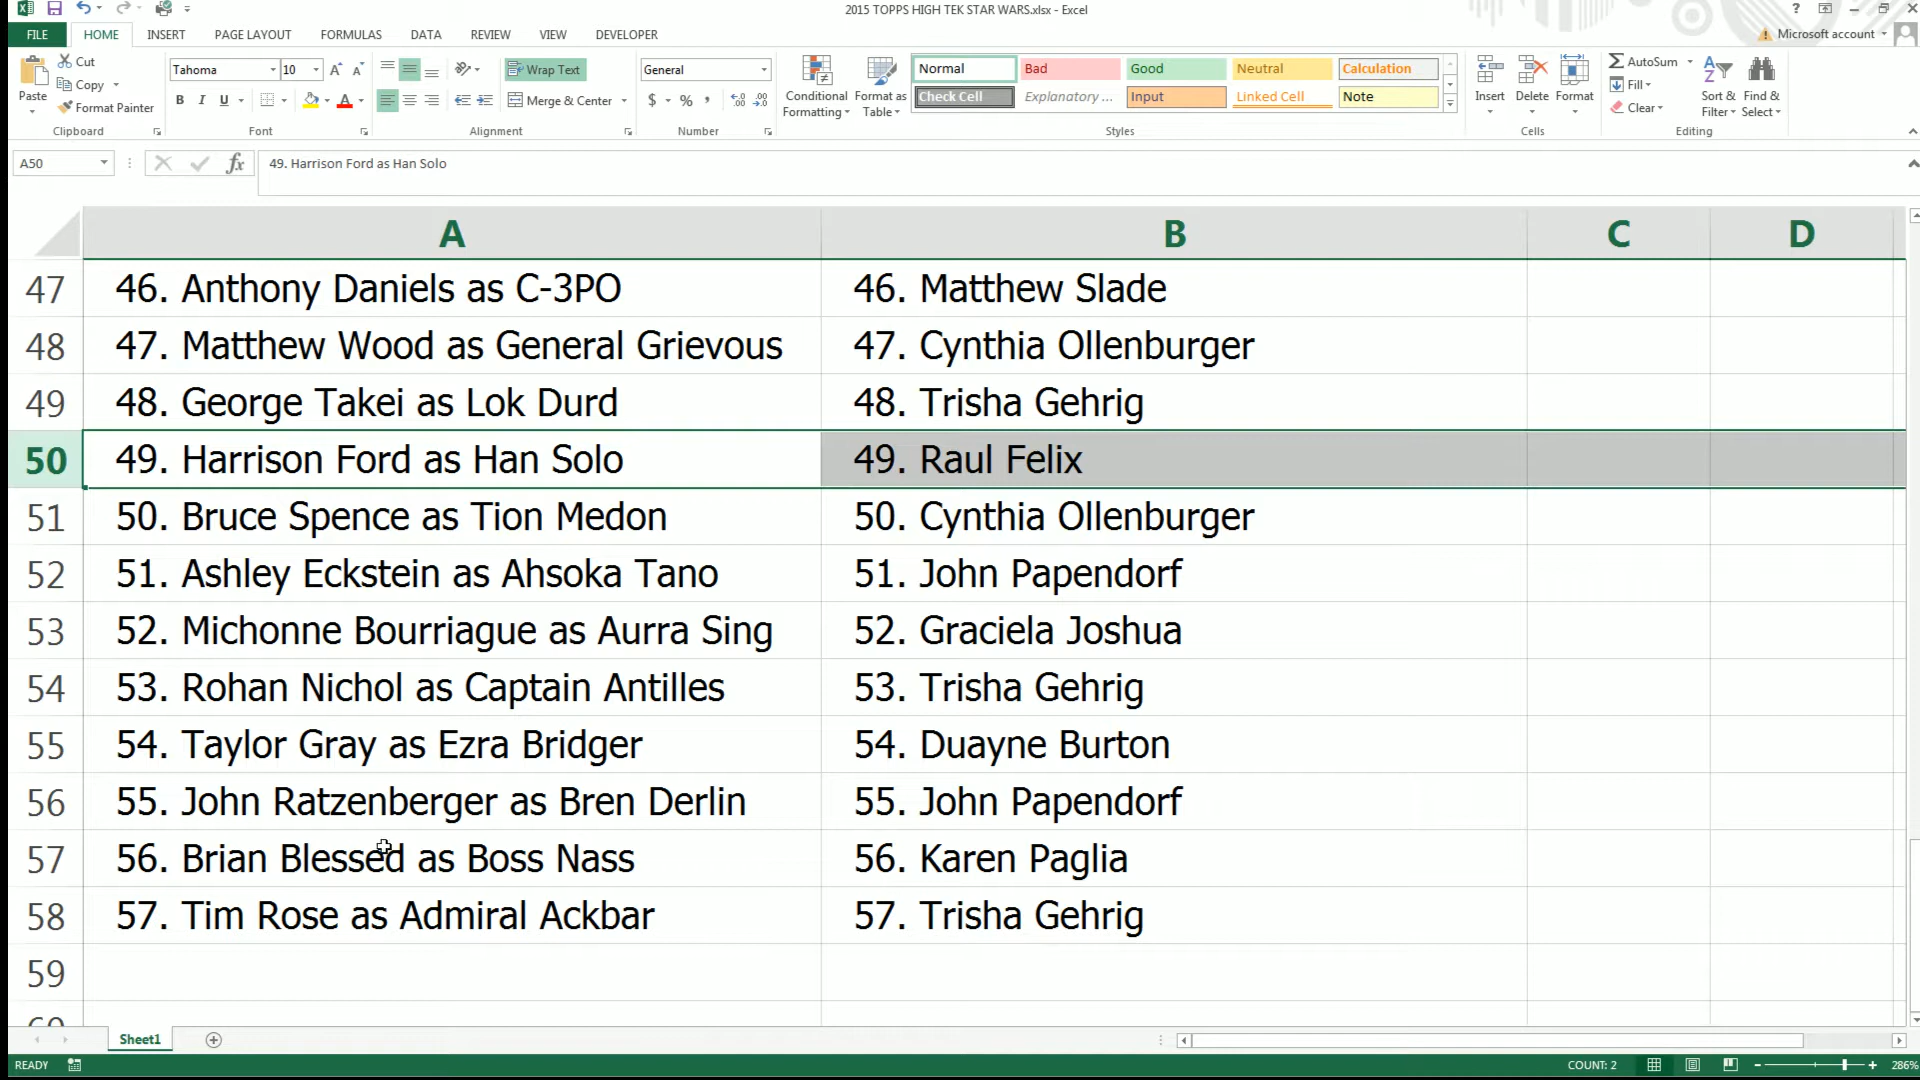 2015 TOPPS HIGH TEK STAR WARS.xlsx - Excel
FILE HOME INSERT PAGE LAYOUT FORMULAS DATA REVIEW VIEW DEVELOPER Microsoft account
Cut Tahoma 10 Wrap Text General Normal Bad Good Neutral Calculation AutoSum
Copy Fill
Format Painter B I U Merge & Center $ % , Check Cell Explanatory ... Input Linked Cell Note Clear
Paste Conditional Formatting Format as Table Insert Delete Format Sort & Filter Find & Select
Clipboard Font Alignment Number Styles Cells Editing
A50 fx 49. Harrison Ford as Han Solo
A B C D
47 46. Anthony Daniels as C-3PO 46. Matthew Slade
48 47. Matthew Wood as General Grievous 47. Cynthia Ollenburger
49 48. George Takei as Lok Durd 48. Trisha Gehrig
50 49. Harrison Ford as Han Solo 49. Raul Felix
51 50. Bruce Spence as Tion Medon 50. Cynthia Ollenburger
52 51. Ashley Eckstein as Ahsoka Tano 51. John Papendorf
53 52. Michonne Bourriague as Aurra Sing 52. Graciela Joshua
54 53. Rohan Nichol as Captain Antilles 53. Trisha Gehrig
55 54. Taylor Gray as Ezra Bridger 54. Duayne Burton
56 55. John Ratzenberger as Bren Derlin 55. John Papendorf
57 56. Brian Blessed as Boss Nass 56. Karen Paglia
58 57. Tim Rose as Admiral Ackbar 57. Trisha Gehrig
59
60
Sheet1
READY COUNT: 2 286%